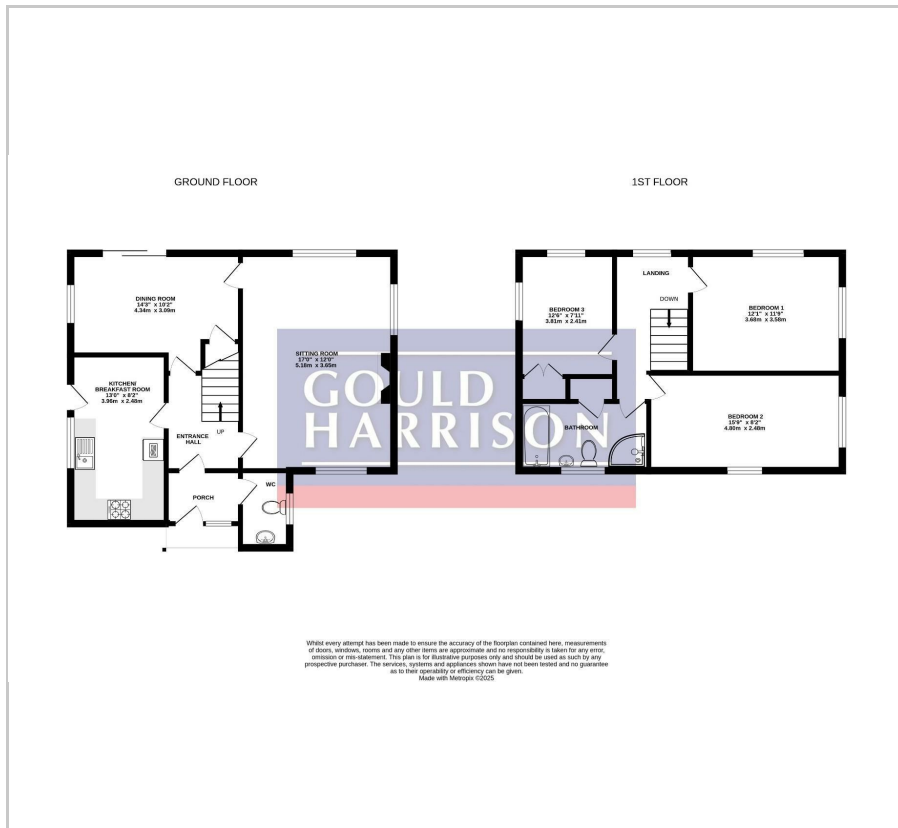 GROUND FLOOR
1ST FLOOR
DINING ROOM
14'3" x 10'2"
4.34m x 3.09m
KITCHEN/
BREAKFAST ROOM
13'0" x 8'2"
3.96m x 2.48m
ENTRANCE
HALL
UP
PORCH
WC
SITTING ROOM
17'0" x 12'0"
5.18m x 3.65m
LANDING
DOWN
BEDROOM 3
12'6" x 7'11"
3.81m x 2.41m
BEDROOM 1
12'1" x 11'9"
3.68m x 3.58m
BEDROOM 2
15'9" x 8'2"
4.80m x 2.48m
BATHROOM
GOULD
HARRISON
Whilst every attempt has been made to ensure the accuracy of the floorplan contained here, measurements
of doors, windows, rooms and any other items are approximate and no responsibility is taken for any error,
omission or mis-statement. This plan is for illustrative purposes only and should be used as such by any
prospective purchaser. The services, systems and appliances shown have not been tested and no guarantee
as to their operability or efficiency can be given.
Made with Metropix ©2025